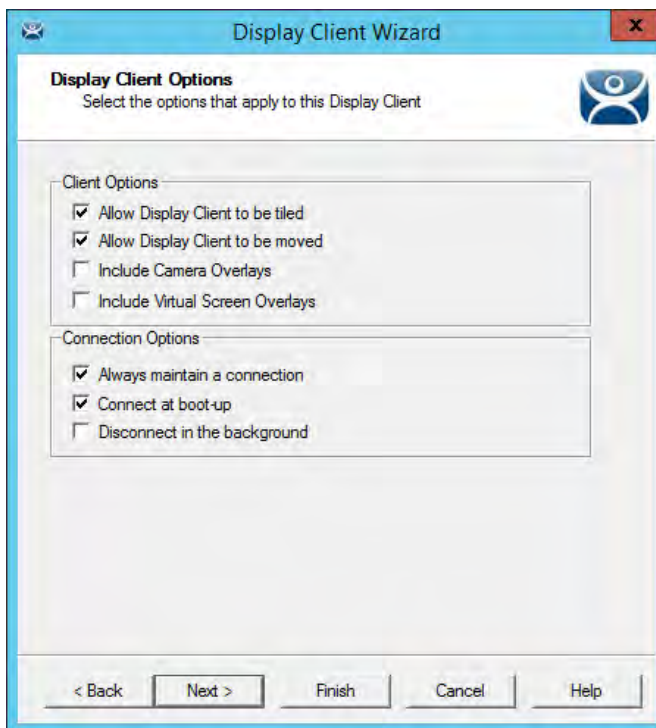 Display Client Wizard
x
Display Client Options
Select the options that apply to this Display Client
Client Options
Allow Display Client to be tiled
Allow Display Client to be moved
Include Camera Overlays
Include Virtual Screen Overlays
Connection Options
Always maintain a connection
Connect at boot-up
Disconnect in the background
< Back Next > Finish Cancel Help